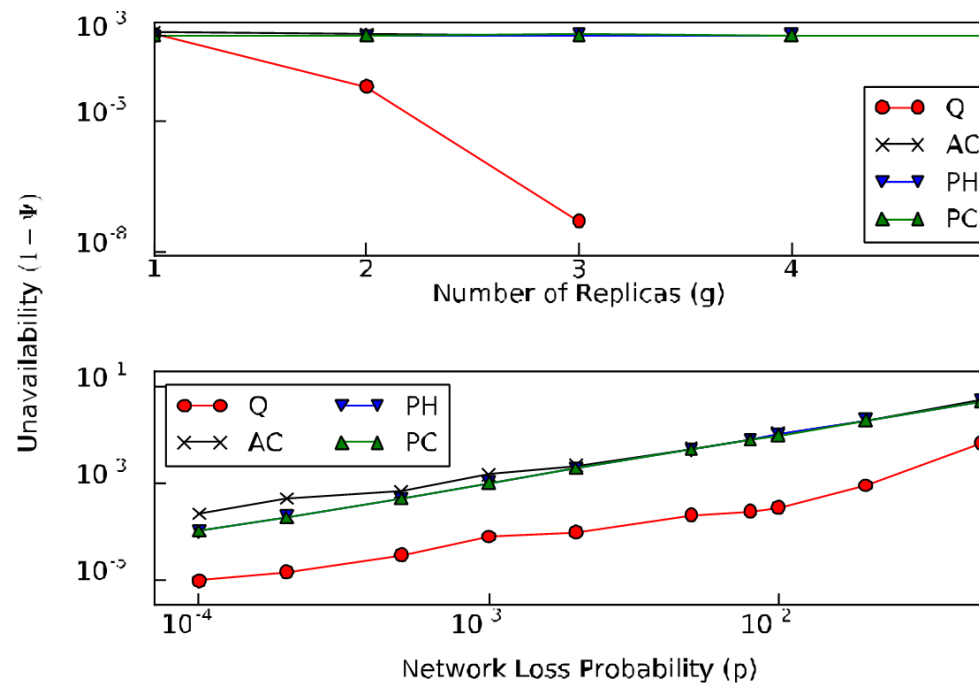 10^3
10^-5
10^-8
1 2 3 4
Number of Replicas (g)
Q
AC
PH
PC
Unavailability (1 − Ψ)
10^1
10^3
10^-5
Q PH
AC PC
10^-4 10^3 10^2
Network Loss Probability (p)